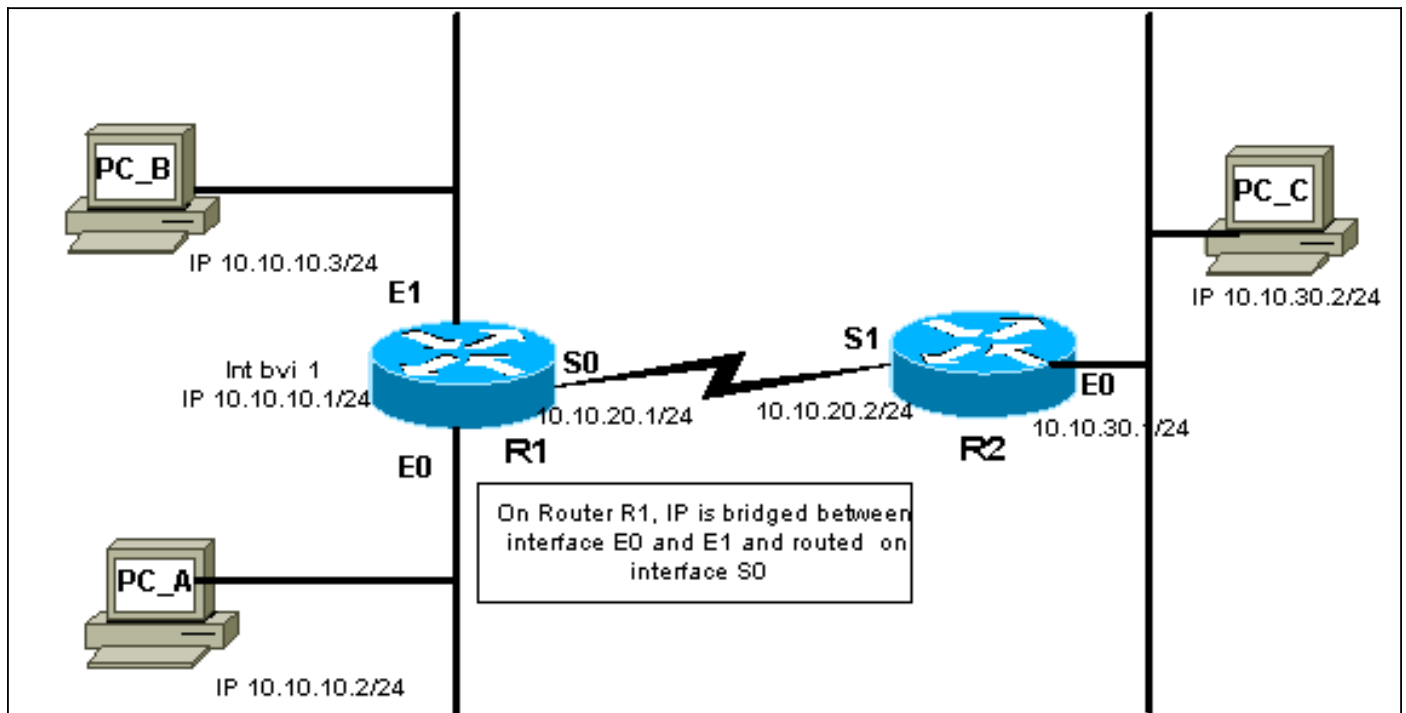 PC_B
IP 10.10.10.3/24
E1
Int bvi 1
IP 10.10.10.1/24
S0
10.10.20.1/24
R1
E0
S1
10.10.20.2/24
R2
E0
10.10.30.1/24
PC_C
IP 10.10.30.2/24
On Router R1, IP is bridged between
interface E0 and E1 and routed on
interface S0
PC_A
IP 10.10.10.2/24